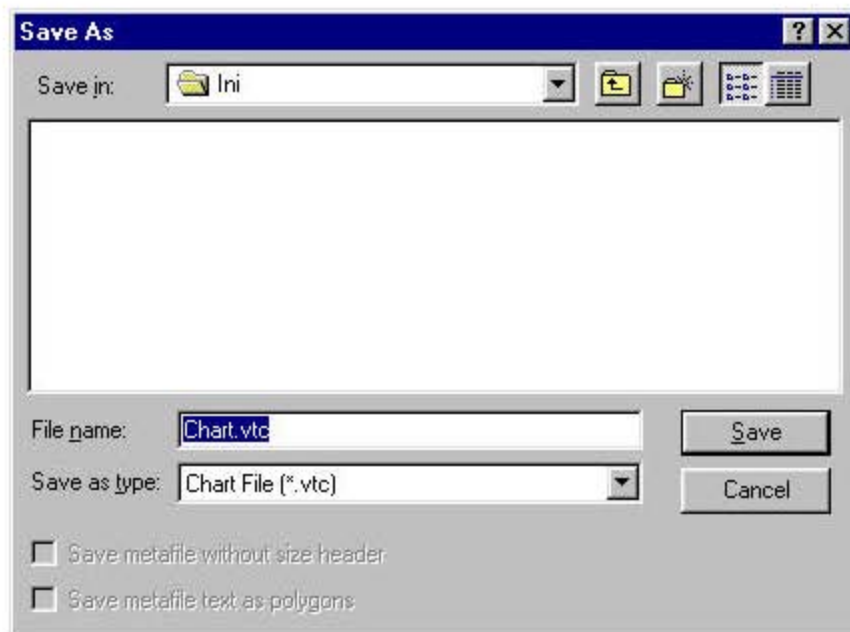 Save As
Save in: Ini
File name: Chart.vtc
Save
Save as type: Chart File (*.vtc)
Cancel
Save metafile without size header
Save metafile text as polygons